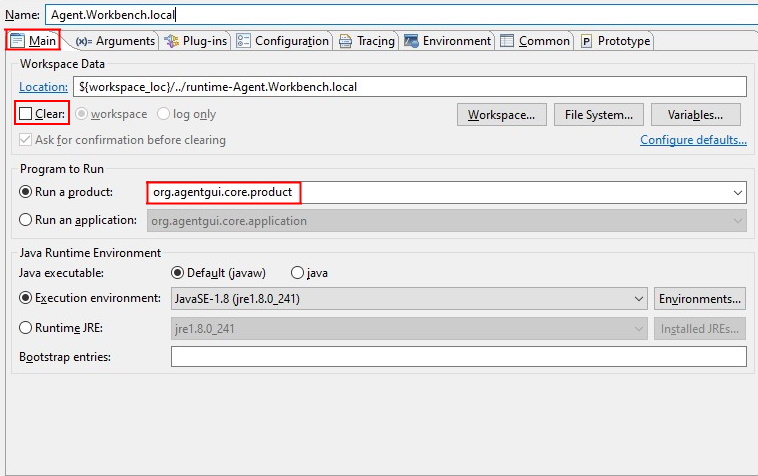 Name: Agent.Workbench.local
Main (x)= Arguments Plug-ins Configuration Tracing Environment Common P Prototype
Workspace Data
Location: ${workspace_loc}/../runtime-Agent.Workbench.local
Clear: workspace log only Workspace... File System... Variables...
Ask for confirmation before clearing Configure defaults...
Program to Run
Run a product: org.agentgui.core.product
Run an application: org.agentgui.core.application
Java Runtime Environment
Java executable: Default (javaw) java
Execution environment: JavaSE-1.8 (jre1.8.0_241) Environments...
Runtime JRE: jre1.8.0_241 Installed JREs...
Bootstrap entries: